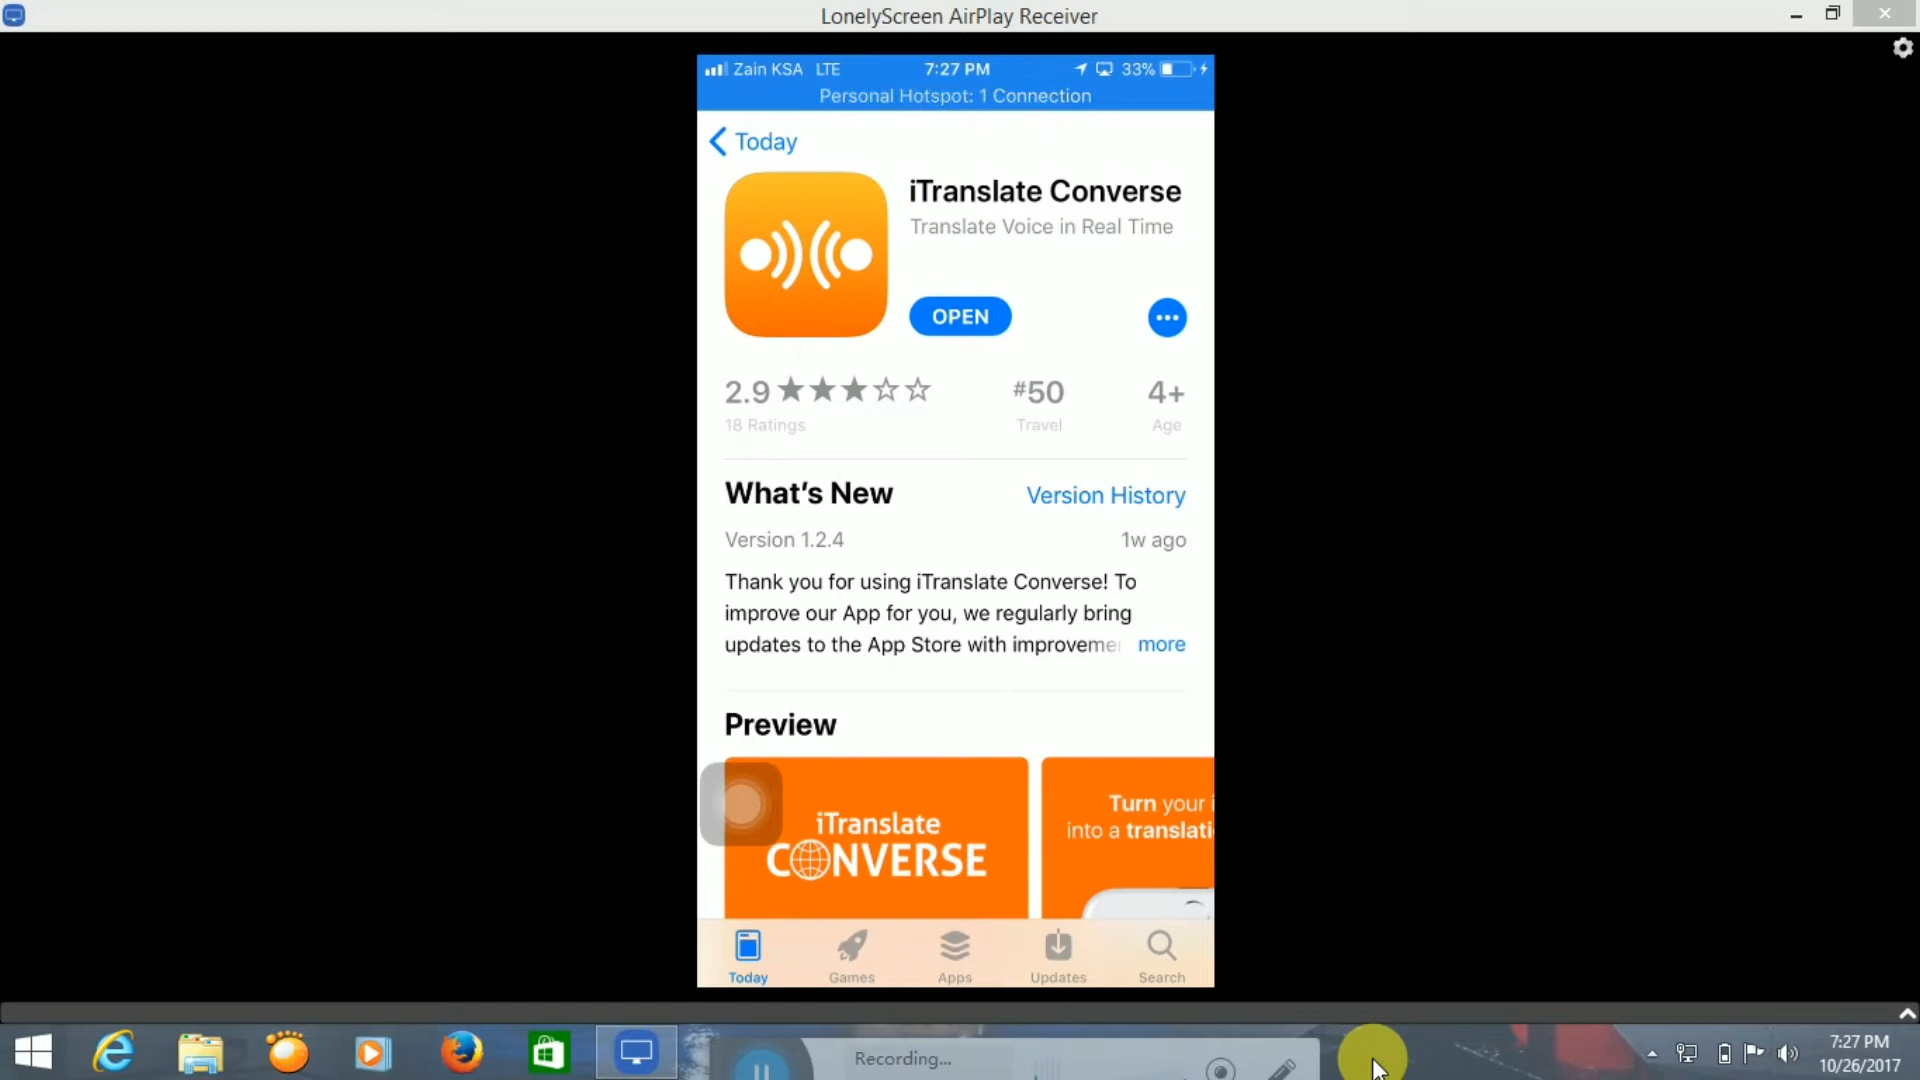 LonelyScreen AirPlay Receiver
Zain KSA LTE 7:27 PM 33%
Personal Hotspot: 1 Connection
Today
iTranslate Converse
Translate Voice in Real Time
OPEN
2.9 #50 4+
18 Ratings Travel Age
What's New Version History
Version 1.2.4 1w ago
Thank you for using iTranslate Converse! To
improve our App for you, we regularly bring
updates to the App Store with improvemen more
Preview
iTranslate
CONVERSE
Turn your i
into a translati
Today Games Apps Updates Search
Recording...
7:27 PM
10/26/2017